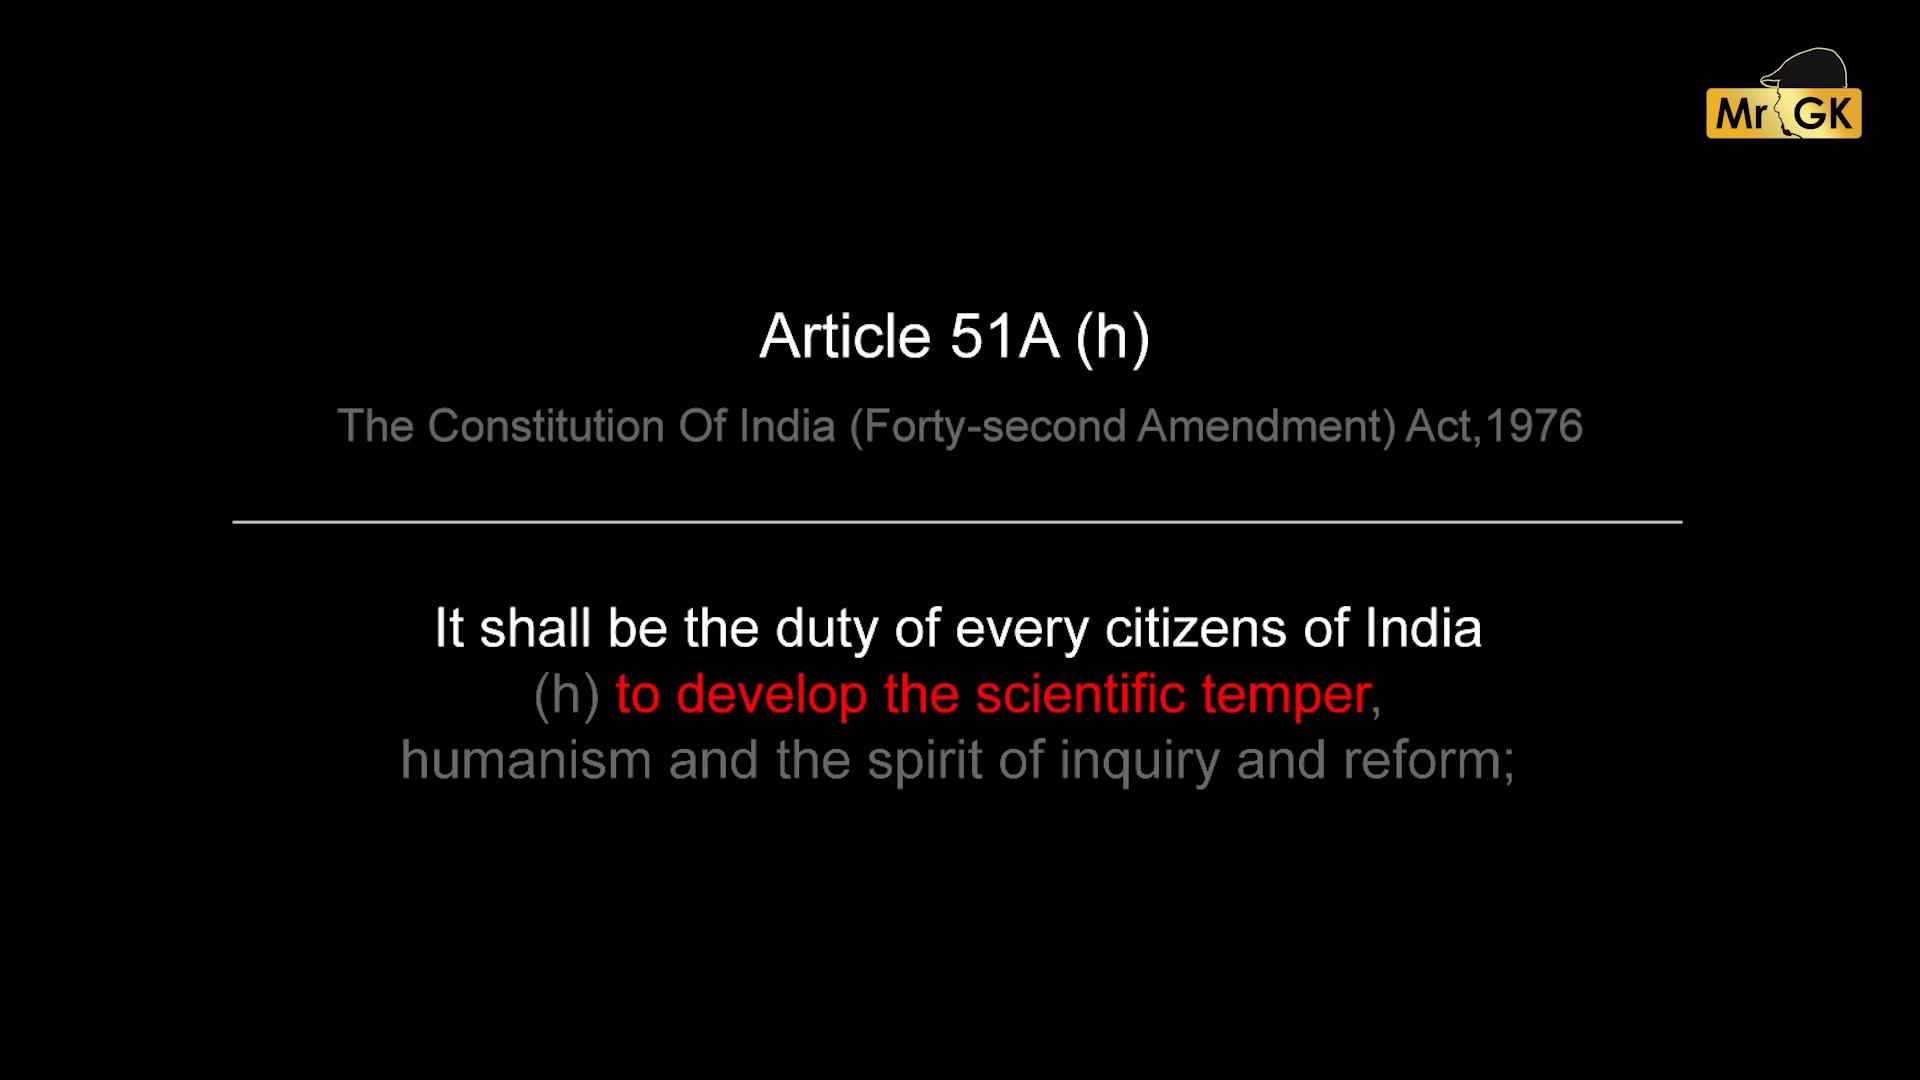 Mr GK
Article 51A (h)
The Constitution Of India (Forty-second Amendment) Act,1976
It shall be the duty of every citizens of India
(h) to develop the scientific temper,
humanism and the spirit of inquiry and reform;